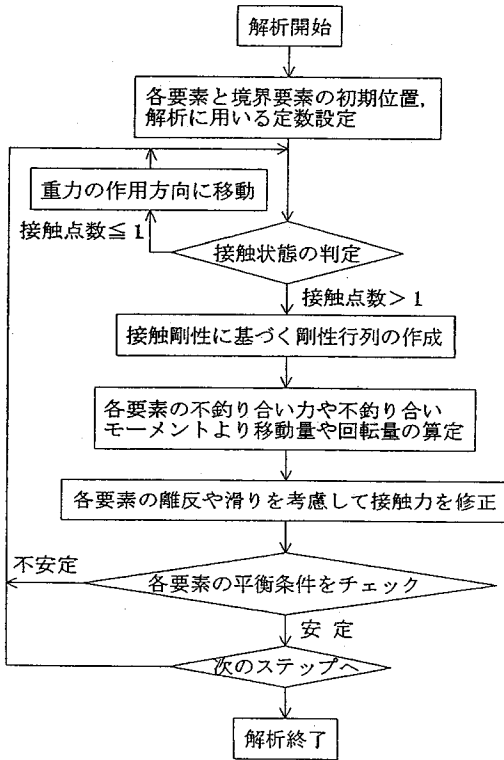 解析開始
各要素と境界要素の初期位置,
解析に用いる定数設定
重力の作用方向に移動
接触点数≦1
接触状態の判定
接触点数>1
接触剛性に基づく剛性行列の作成
各要素の不釣り合い力や不釣り合い
モーメントより移動量や回転量の算定
各要素の離反や滑りを考慮して接触力を修正
不安定
各要素の平衡条件をチェック
安 定
次のステップへ
解析終了